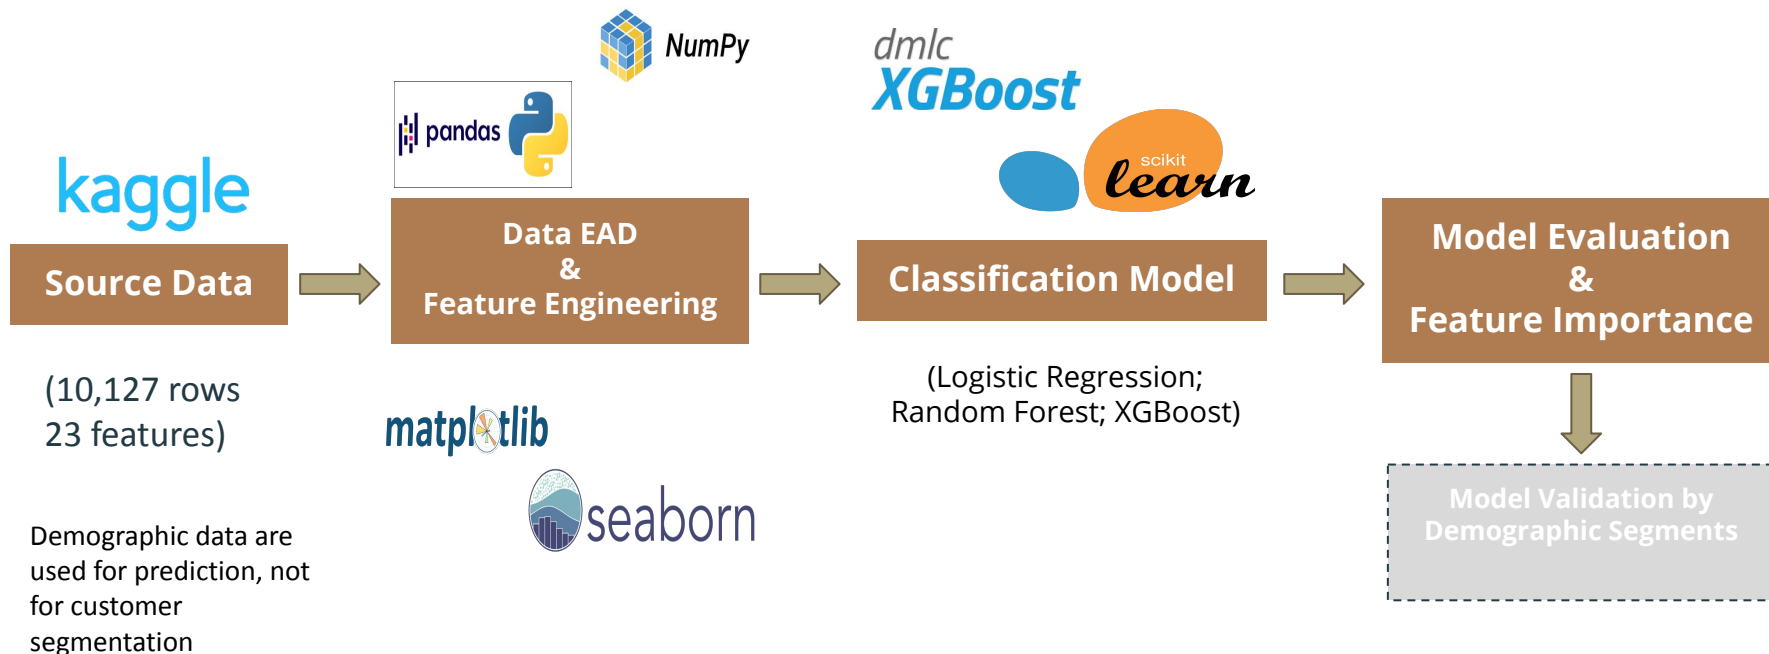 kaggle
Source Data
(10,127 rows
23 features)
Demographic data are
used for prediction, not
for customer
segmentation
NumPy
pandas
Data EAD
&
Feature Engineering
matplotlib
seaborn
dmlc
XGBoost
scikit
learn
Classification Model
(Logistic Regression;
Random Forest; XGBoost)
Model Evaluation
&
Feature Importance
Model Validation by
Demographic Segments